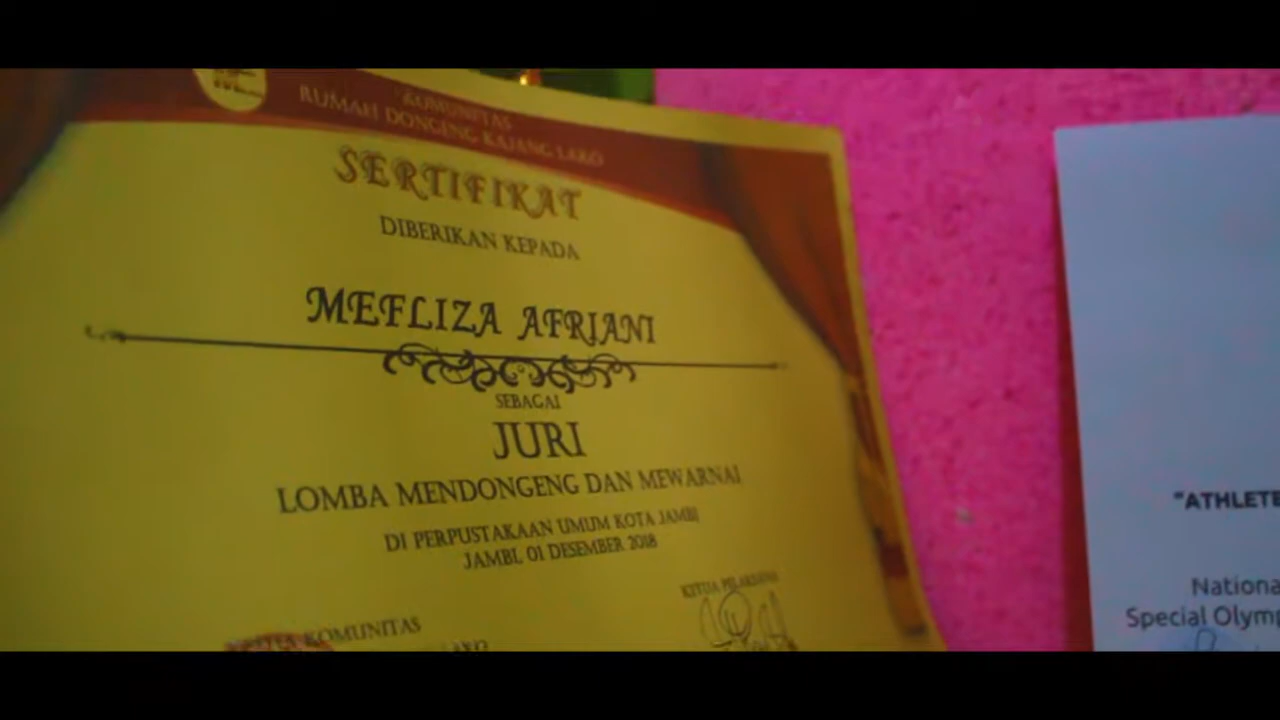 KOMUNITAS
RUMAH DONGENG KAJANG LAKO
SERTIFIKAT
DIBERIKAN KEPADA
MEFLIZA AFRIANI
SEBAGAI
JURI
LOMBA MENDONGENG DAN MEWARNAI
DI PERPUSTAKAAN UMUM KOTA JAMBI
JAMBI, 01 DESEMBER 2018
KETUA PELAKSANA
KETUA KOMUNITAS
"ATHLETE
Nationa
Special Olymp